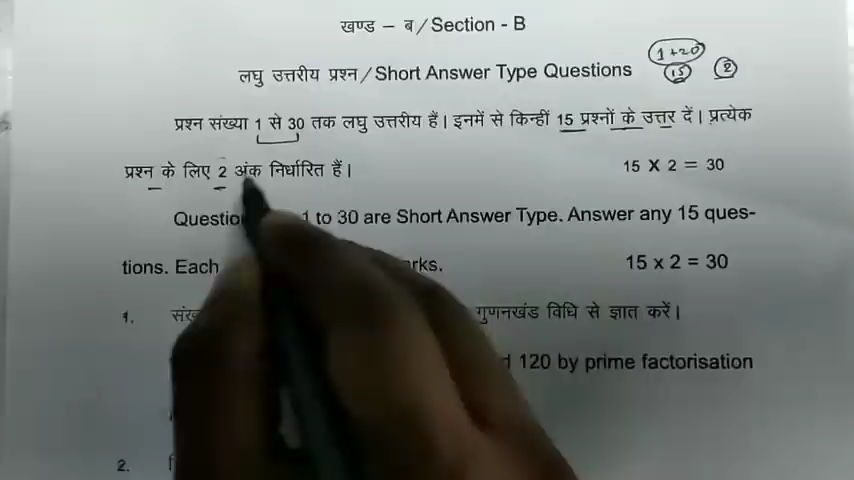 खण्ड – ब / Section - B
लघु उत्तरीय प्रश्न / Short Answer Type Questions
1+20
15
2
प्रश्न संख्या 1 से 30 तक लघु उत्तरीय हैं। इनमें से किन्हीं 15 प्रश्नों के उत्तर दें। प्रत्येक
प्रश्न के लिए 2 अंक निर्धारित हैं। 15 X 2 = 30
1 to 30 are Short Answer Type. Answer any 15 ques-
tions. Each 15 x 2 = 30
1. गुणनखंड विधि से ज्ञात करें।
120 by prime factorisation
2.